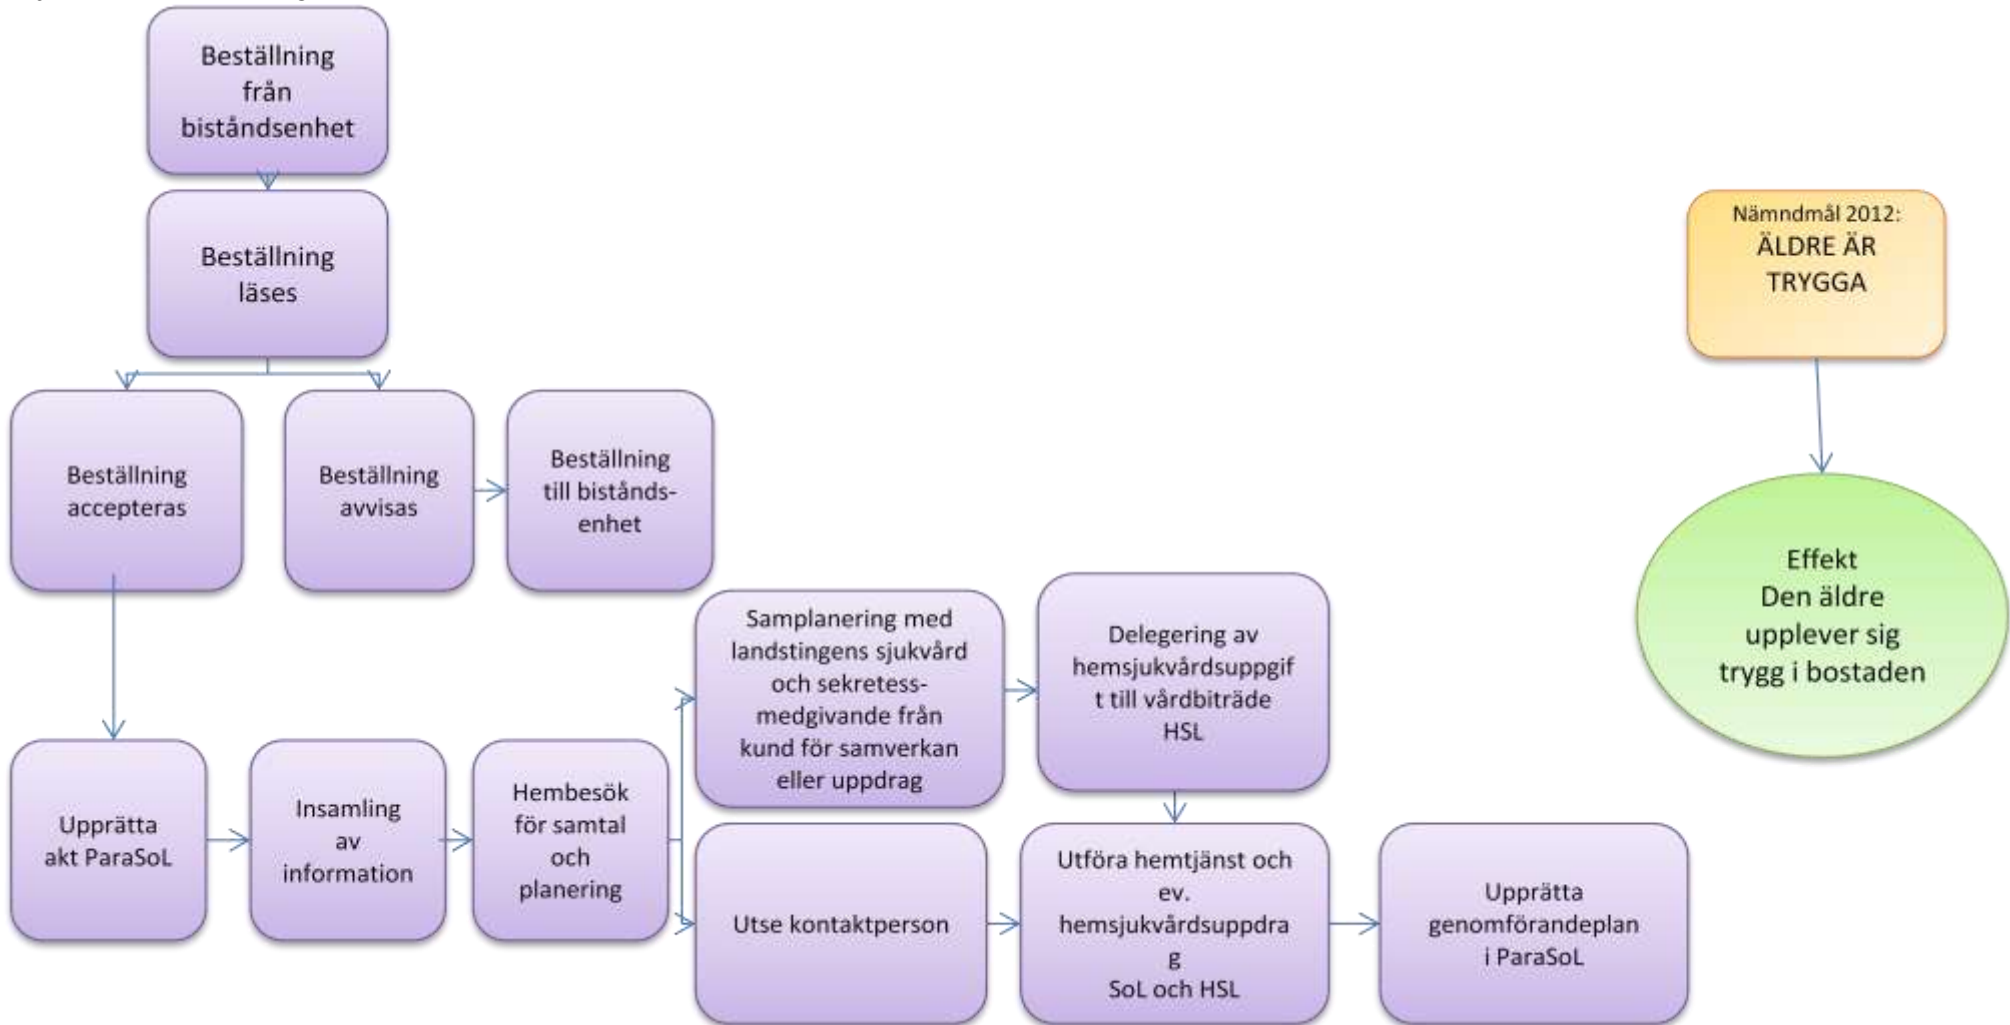 Beställning
från
biståndsenhet
Beställning
läses
Nämndmål 2012:
ÄLDRE ÄR
TRYGGA
Beställning
accepteras
Beställning
avvisas
Beställning
till bistånds-
enhet
Effekt
Den äldre
upplever sig
trygg i bostaden
Samplanering med
landstingens sjukvård
och sekretess-
medgivande från
kund för samverkan
eller uppdrag
Delegering av
hemsjukvårdsuppgif
t till vårdbiträde
HSL
Upprätta
akt ParaSoL
Insamling
av
information
Hembesök
för samtal
och
planering
Utse kontaktperson
Utföra hemtjänst och
ev.
hemsjukvårdsuppdra
g
SoL och HSL
Upprätta
genomförandeplan
i ParaSoL